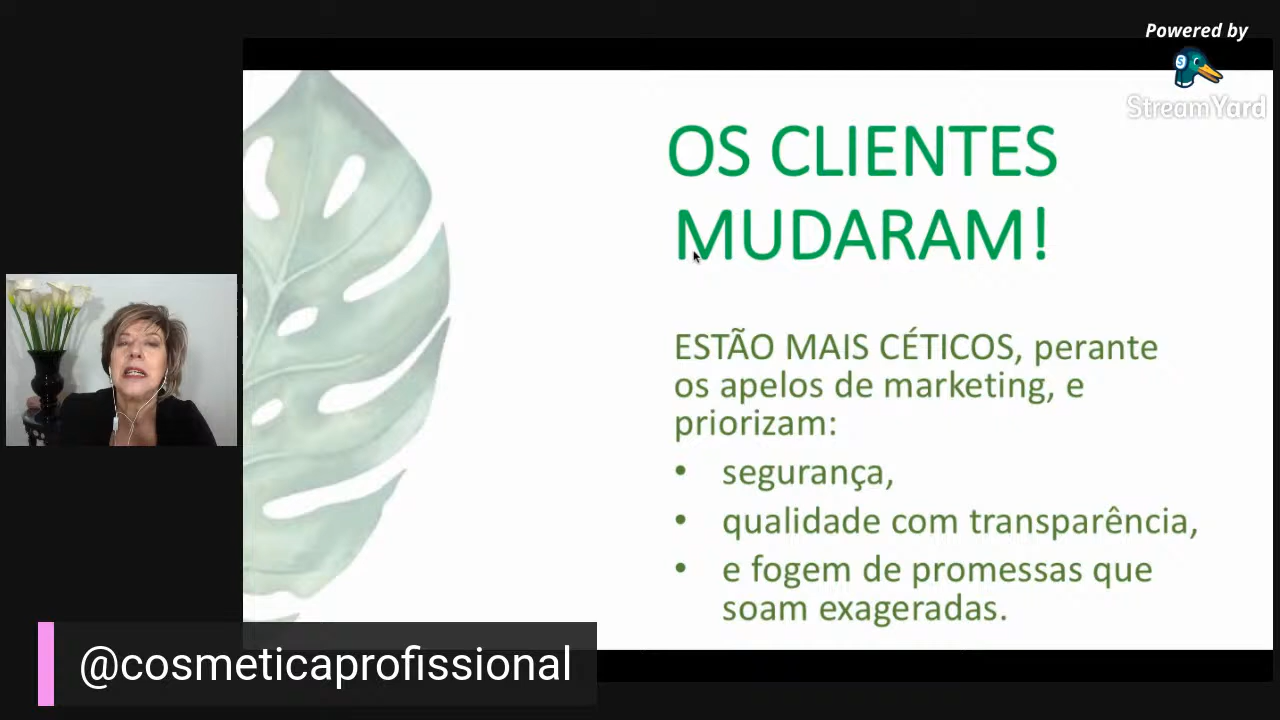 Powered by
StreamYard
OS CLIENTES
MUDARAM!
ESTÃO MAIS CÉTICOS, perante
os apelos de marketing, e
priorizam:
• segurança,
• qualidade com transparência,
• e fogem de promessas que
soam exageradas.
@cosmeticaprofissional